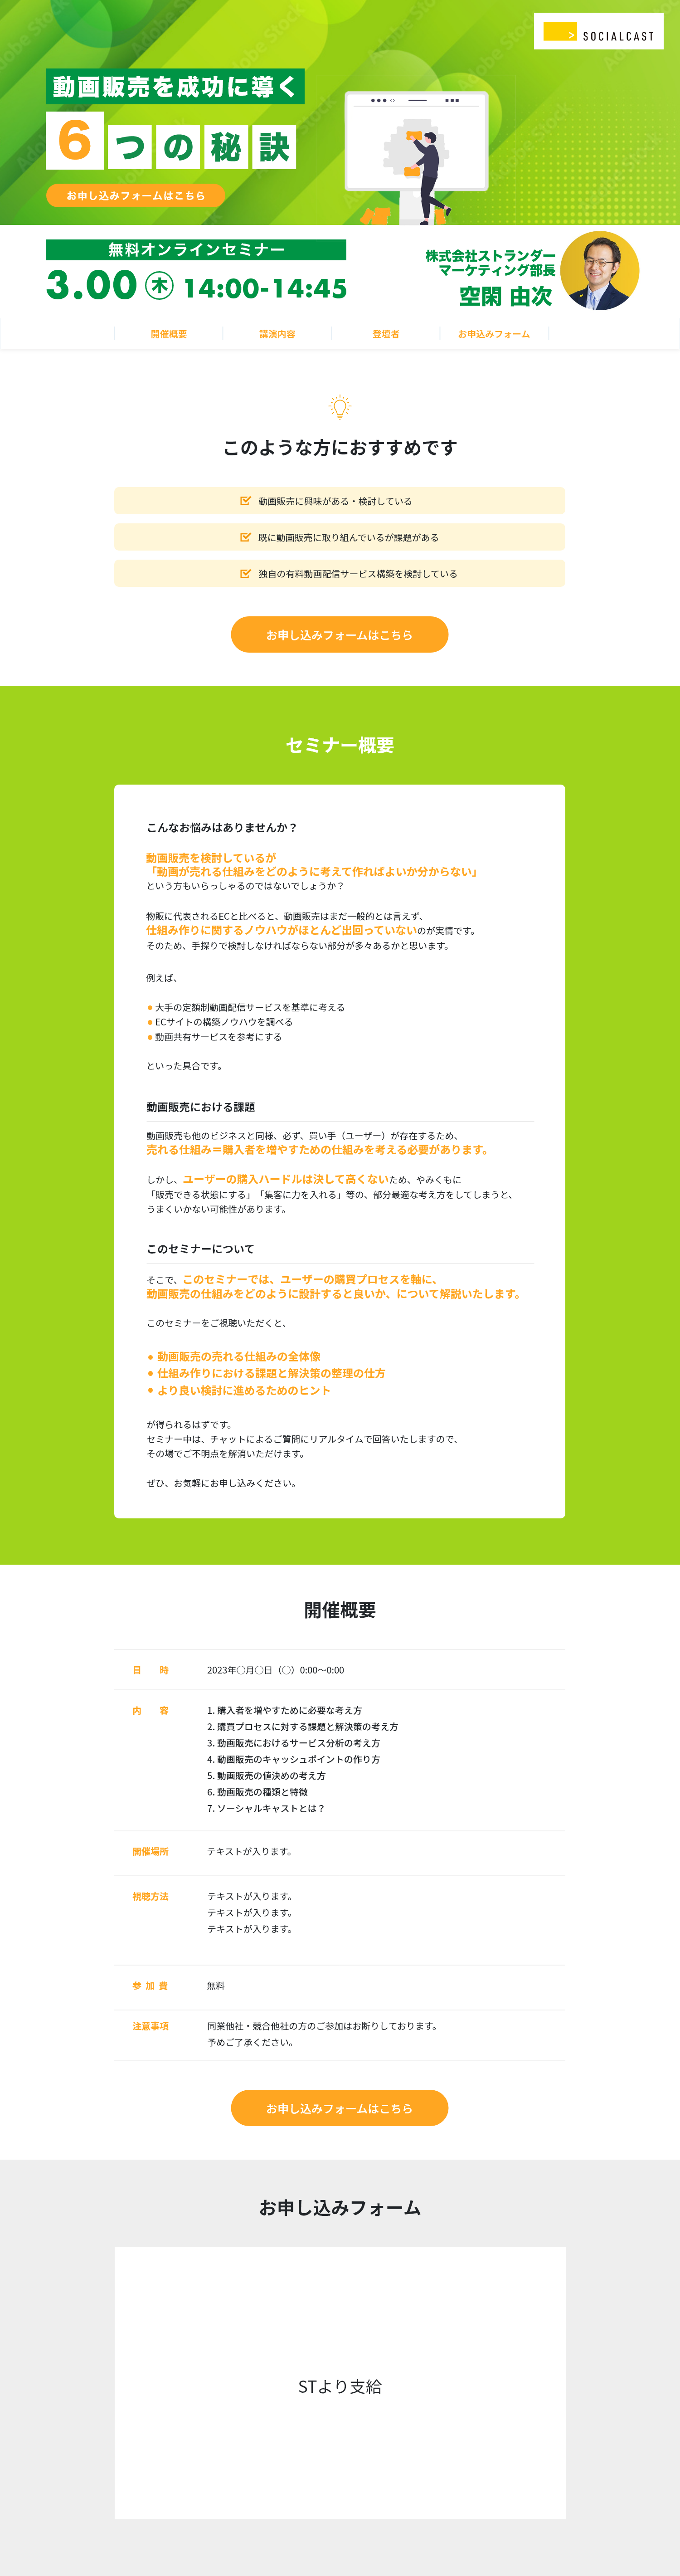 SOCIALCAST
動画販売を成功に導く
6つの秘訣
お申し込みフォームはこちら
無料オンラインセミナー
3.00 木 14:00-14:45
株式会社ストランダー
マーケティング部長
空閑 由次
開催概要
講演内容
登壇者
お申込みフォーム
このような方におすすめです
動画販売に興味がある・検討している
既に動画販売に取り組んでいるが課題がある
独自の有料動画配信サービス構築を検討している
お申し込みフォームはこちら
セミナー概要
こんなお悩みはありませんか？
動画販売を検討しているが
「動画が売れる仕組みをどのように考えて作ればよいか分からない」
という方もいらっしゃるのではないでしょうか？
物販に代表されるECと比べると、動画販売はまだ一般的とは言えず、
仕組み作りに関するノウハウがほとんど出回っていないのが実情です。
そのため、手探りで検討しなければならない部分が多々あるかと思います。
例えば、
● 大手の定額制動画配信サービスを基準に考える
● ECサイトの構築ノウハウを調べる
● 動画共有サービスを参考にする
といった具合です。
動画販売における課題
動画販売も他のビジネスと同様、必ず、買い手（ユーザー）が存在するため、
売れる仕組み＝購入者を増やすための仕組みを考える必要があります。
しかし、ユーザーの購入ハードルは決して高くないため、やみくもに
「販売できる状態にする」「集客に力を入れる」等の、部分最適な考え方をしてしまうと、
うまくいかない可能性があります。
このセミナーについて
そこで、このセミナーでは、ユーザーの購買プロセスを軸に、
動画販売の仕組みをどのように設計すると良いか、について解説いたします。
このセミナーをご視聴いただくと、
● 動画販売の売れる仕組みの全体像
● 仕組み作りにおける課題と解決策の整理の仕方
● より良い検討に進めるためのヒント
が得られるはずです。
セミナー中は、チャットによるご質問にリアルタイムで回答いたしますので、
その場でご不明点を解消いただけます。
ぜひ、お気軽にお申し込みください。
開催概要
日　時
2023年○月○日（○）0:00〜0:00
内　容
1. 購入者を増やすために必要な考え方
2. 購買プロセスに対する課題と解決策の考え方
3. 動画販売におけるサービス分析の考え方
4. 動画販売のキャッシュポイントの作り方
5. 動画販売の値決めの考え方
6. 動画販売の種類と特徴
7. ソーシャルキャストとは？
開催場所
テキストが入ります。
視聴方法
テキストが入ります。
テキストが入ります。
テキストが入ります。
参 加 費
無料
注意事項
同業他社・競合他社の方のご参加はお断りしております。
予めご了承ください。
お申し込みフォームはこちら
お申し込みフォーム
STより支給